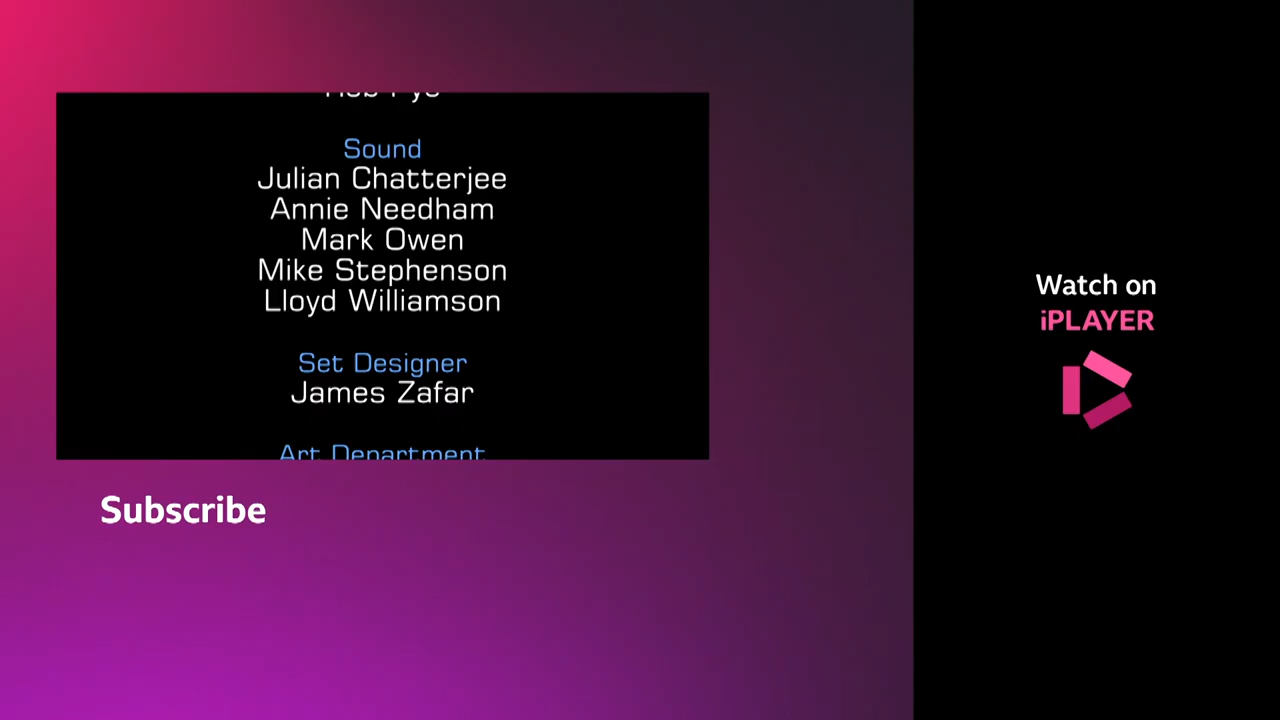 Sound
Julian Chatterjee
Annie Needham
Mark Owen
Mike Stephenson
Lloyd Williamson
Set Designer
James Zafar
Art Department
Subscribe
Watch on
iPLAYER